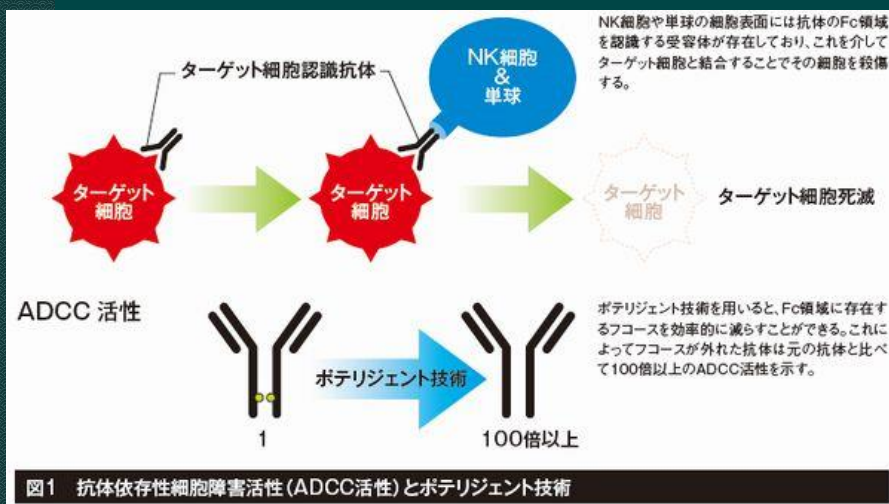 NK細胞や単球の細胞表面には抗体のFc領域
を認識する受容体が存在しており、これを介して
ターゲット細胞と結合することでその細胞を殺傷
する。
ターゲット細胞認識抗体
NK細胞
&
単球
ターゲット
細胞
ターゲット
細胞
ターゲット
細胞
ターゲット細胞死滅
ADCC 活性
ポテリジェント技術
1
100倍以上
ポテリジェント技術を用いると、Fc領域に存在す
るフコースを効率的に減らすことができる。これに
よってフコースが外れた抗体は元の抗体と比べ
て100倍以上のADCC活性を示す。
図1 抗体依存性細胞障害活性(ADCC活性)とポテリジェント技術